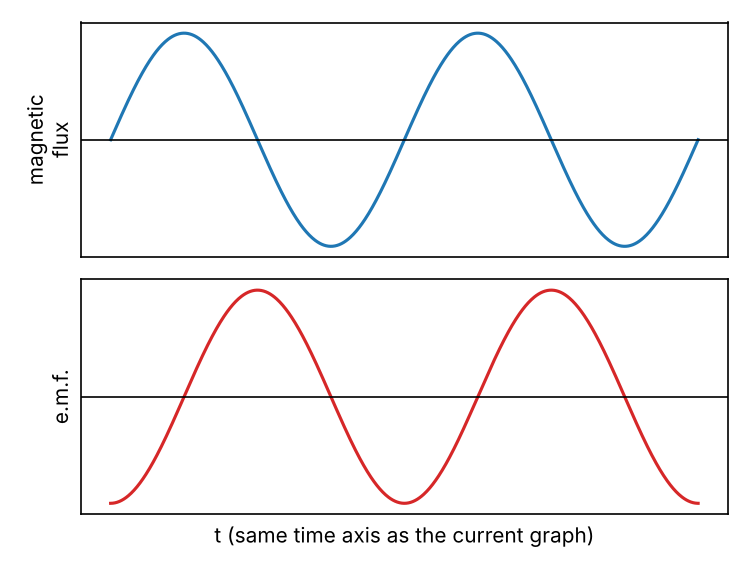 magnetic
flux
e.m.f.
t (same time axis as the current graph)